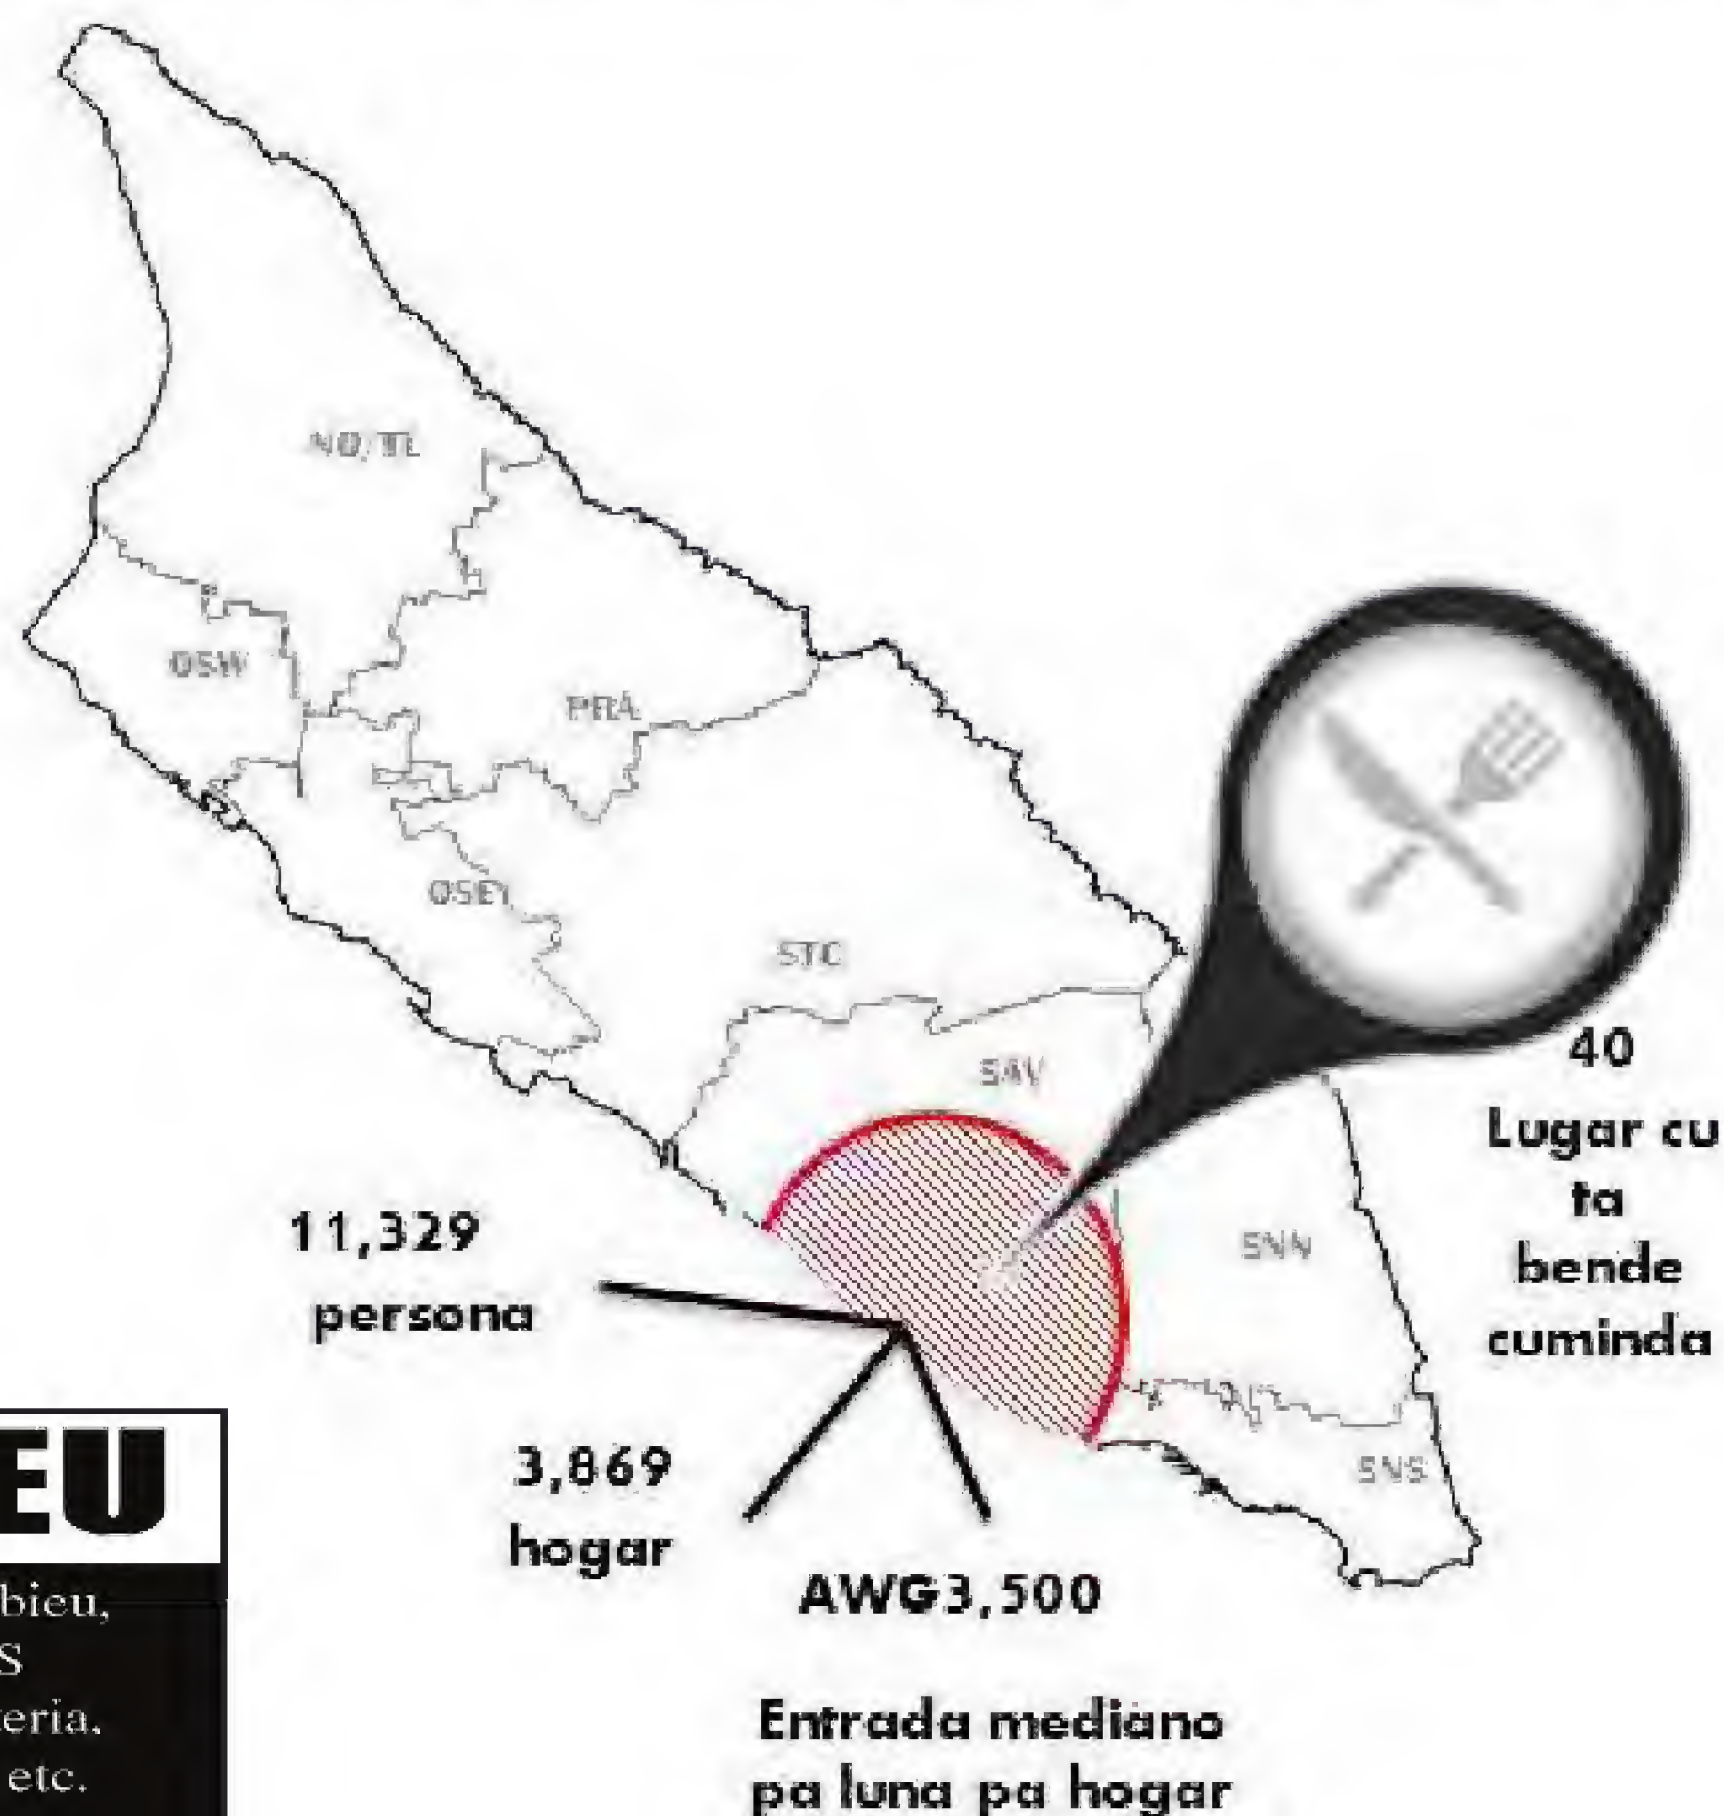 NO/TL
OSW
PRA
OSE
STC
SAV
SNN
SNS
40
Lugar cu
ta
bende
cuminda
11,329
persona
3,869
hogar
AWG3,500
Entrada mediano
pa luna pa hogar
EU
bieu,
S
eria.
etc.